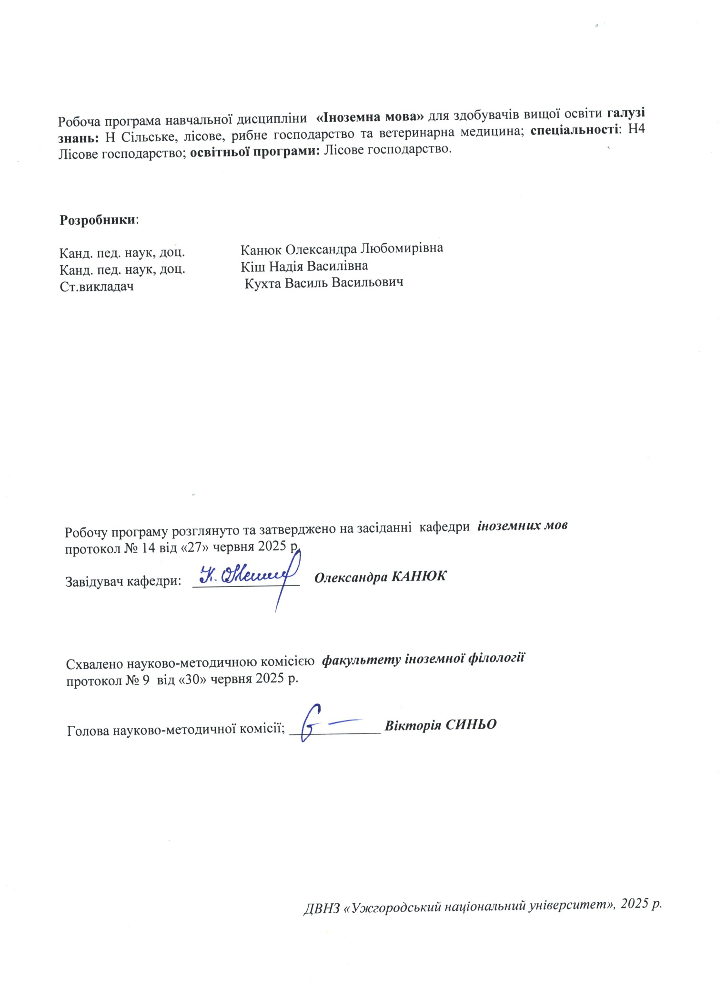 Робоча програма навчальної дисципліни «Іноземна мова» для здобувачів вищої освіти галузі
знань: Н Сільське, лісове, рибне господарство та ветеринарна медицина; спеціальності: Н4
Лісове господарство; освітньої програми: Лісове господарство.
Розробники:
Канд. пед. наук, доц. Канюк Олександра Любомирівна
Канд. пед. наук, доц. Кіш Надія Василівна
Ст.викладач Кухта Василь Васильович
Робочу програму розглянуто та затверджено на засіданні кафедри іноземних мов
протокол № 14 від «27» червня 2025 р.
Завідувач кафедри: Олександра КАНЮК
Схвалено науково-методичною комісією факультету іноземної філології
протокол № 9 від «30» червня 2025 р.
Голова науково-методичної комісії; Вікторія СИНЬО
ДВНЗ «Ужгородський національний університет», 2025 р.